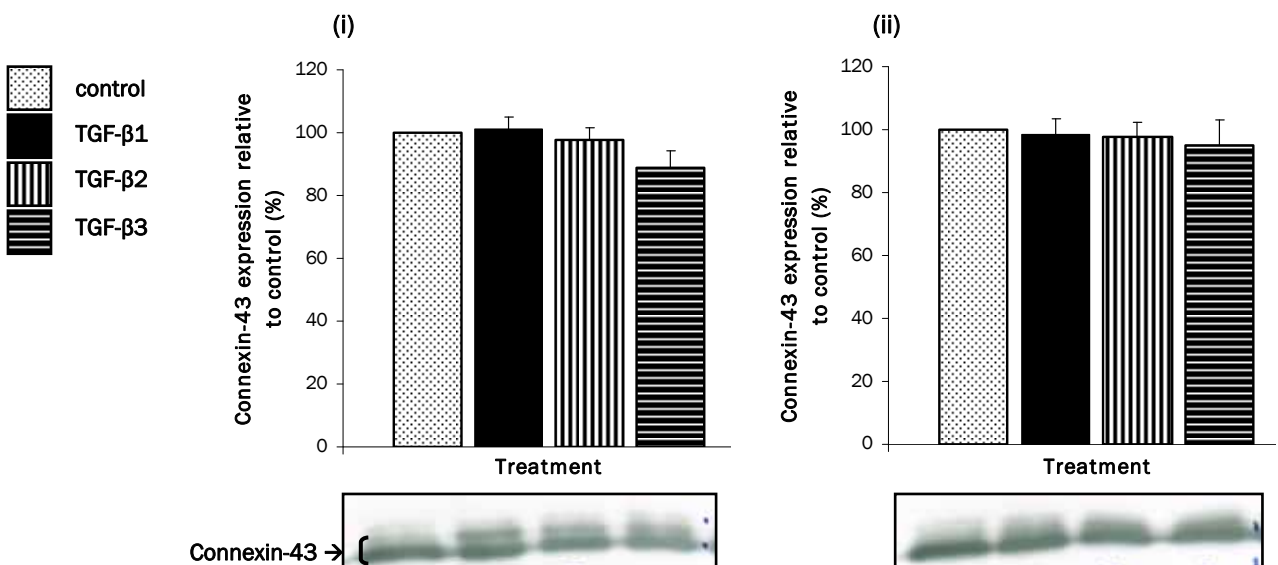 (i)
(ii)
control
TGF-β1
TGF-β2
TGF-β3
Connexin-43 expression relative
to control (%)
120
100
80
60
40
20
0
Treatment
Connexin-43 expression relative
to control (%)
120
100
80
60
40
20
0
Treatment
Connexin-43 →